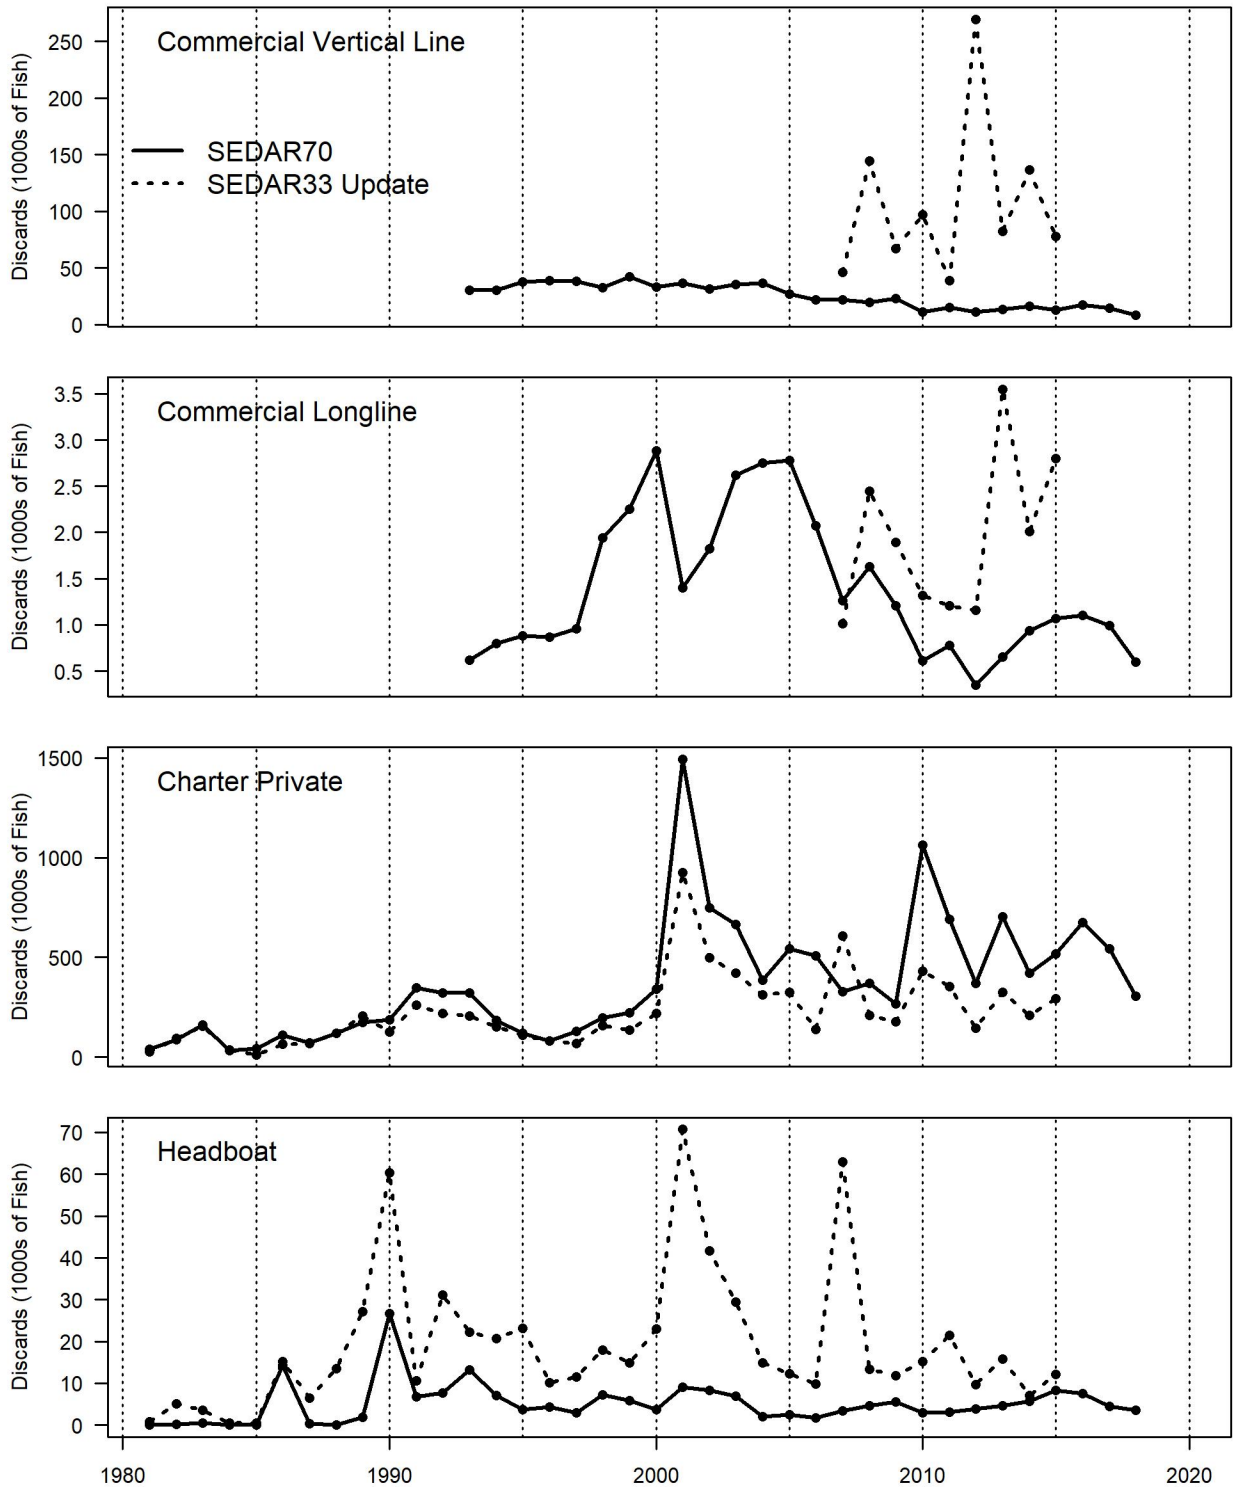 Commercial Vertical Line
SEDAR70
SEDAR33 Update
Discards (1000s of Fish)
250
200
150
100
50
0
Commercial Longline
Discards (1000s of Fish)
3.5
3.0
2.5
2.0
1.5
1.0
0.5
Charter Private
Discards (1000s of Fish)
1500
1000
500
0
Headboat
Discards (1000s of Fish)
70
60
50
40
30
20
10
0
1980 1990 2000 2010 2020